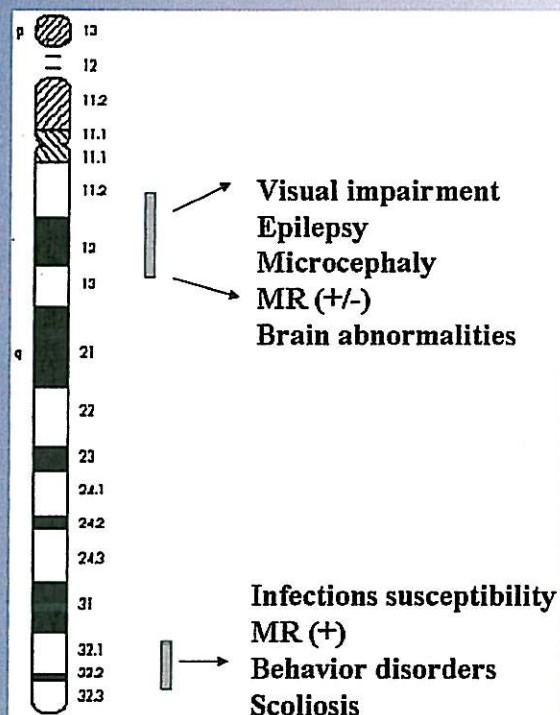 p 13
12
11.2
11.1
11.1
11.2
12
13
q 21
22
23
24.1
24.2
24.3
31
32.1
32.2
32.3
Visual impairment
Epilepsy
Microcephaly
MR (+/-)
Brain abnormalities
Infections susceptibility
MR (+)
Behavior disorders
Scoliosis